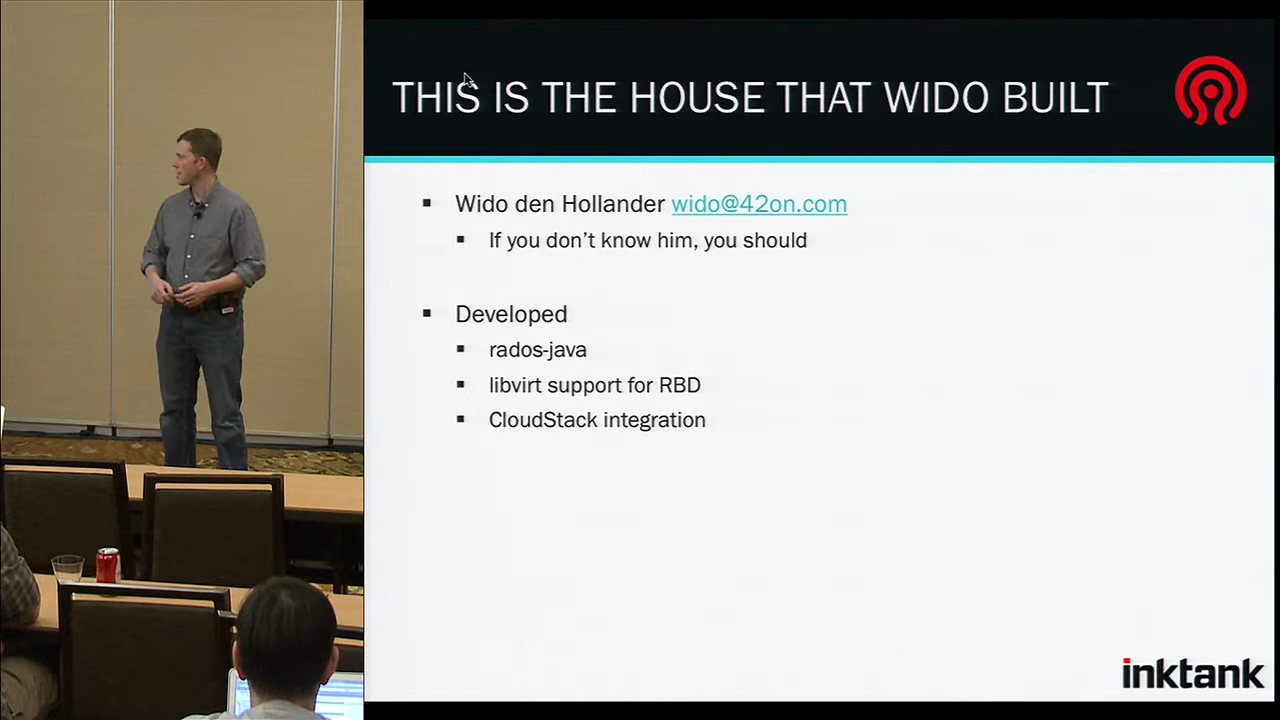 THIS IS THE HOUSE THAT WIDO BUILT
Wido den Hollander wido@42on.com
If you don't know him, you should
Developed
rados-java
libvirt support for RBD
CloudStack integration
inktank